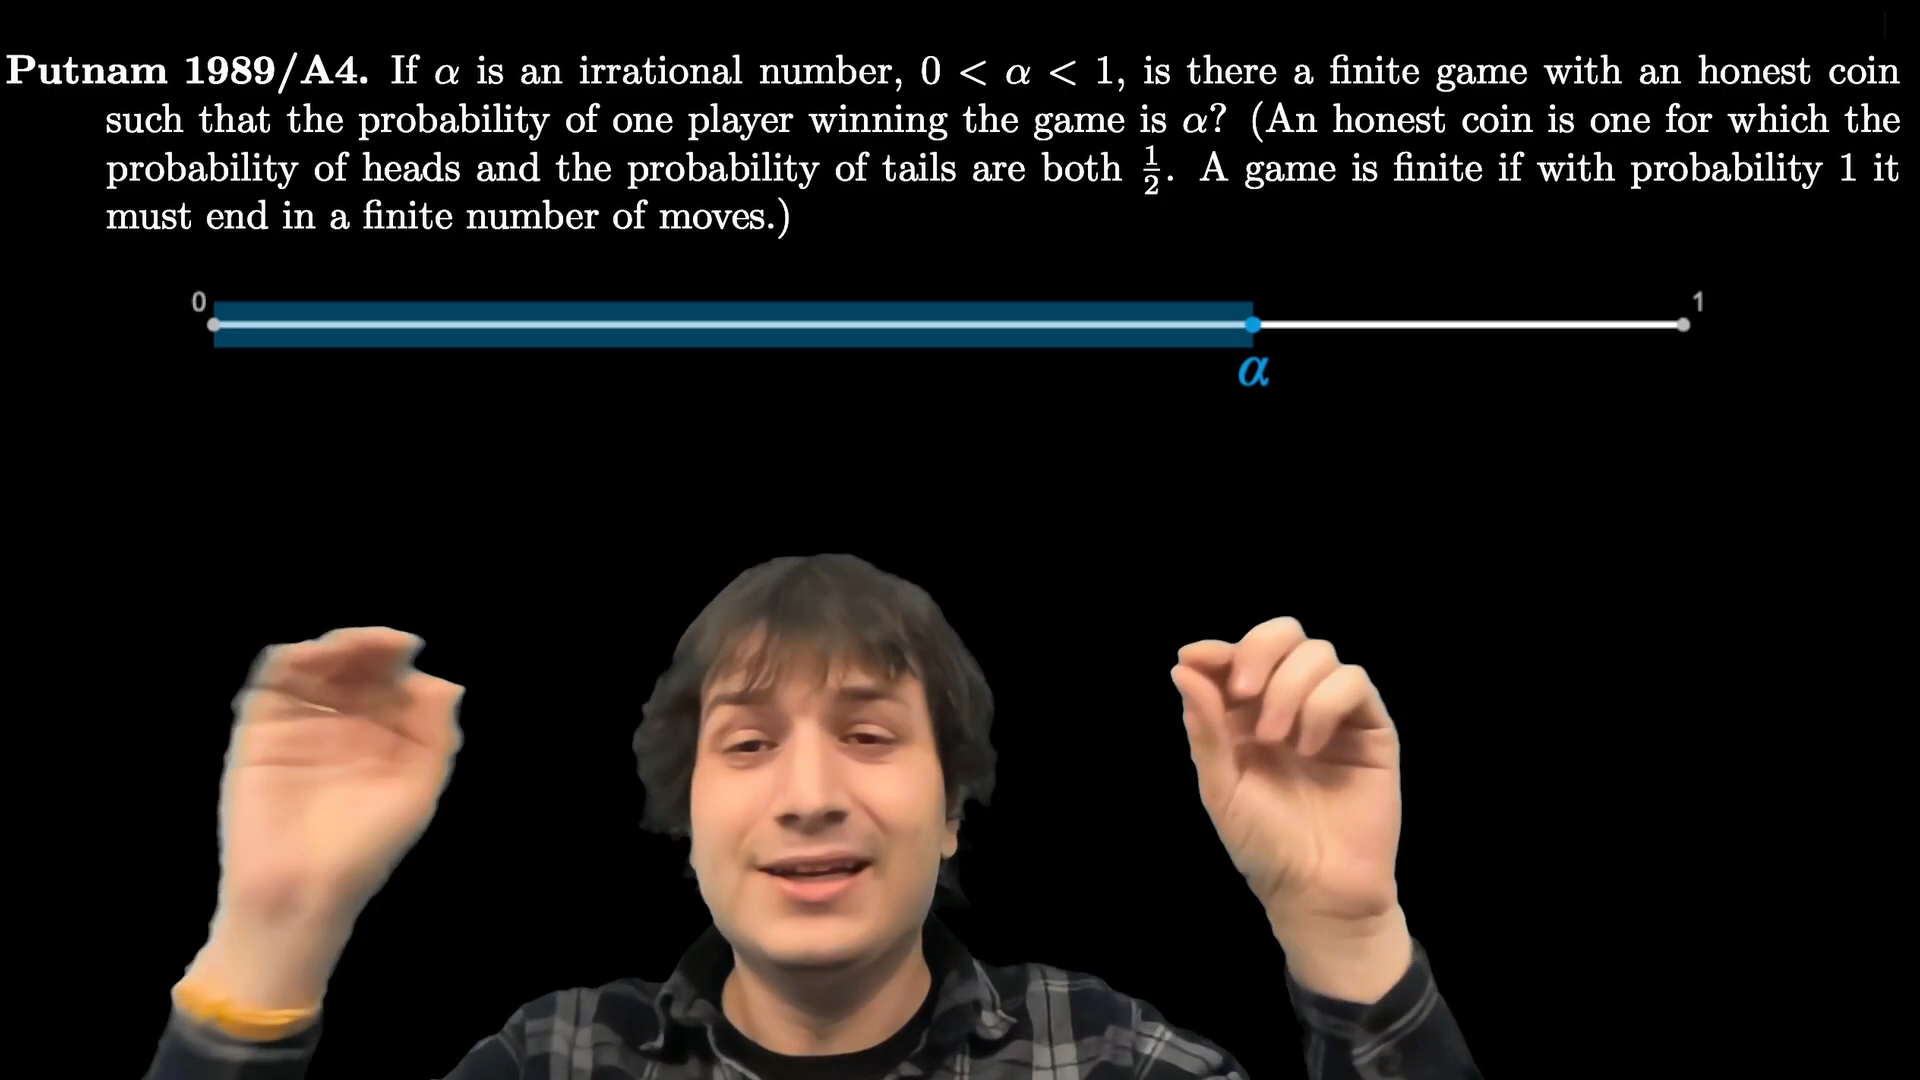 Putnam 1989/A4. If α is an irrational number, 0 < α < 1, is there a finite game with an honest coin
such that the probability of one player winning the game is α? (An honest coin is one for which the
probability of heads and the probability of tails are both 1/2. A game is finite if with probability 1 it
must end in a finite number of moves.)
0 1
α